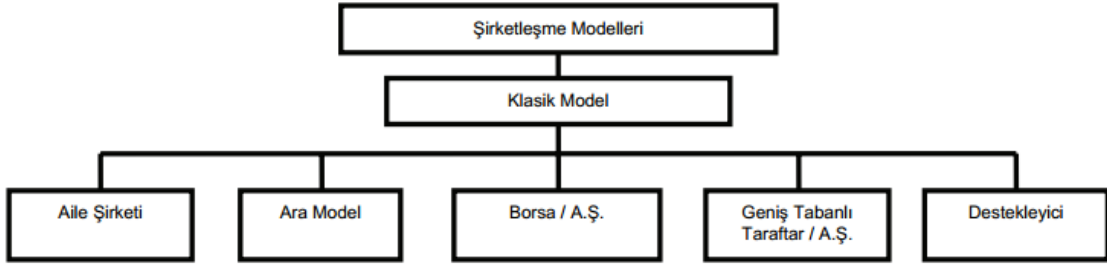 Şirketleşme Modelleri
Klasik Model
Aile Şirketi
Ara Model
Borsa / A.Ş.
Geniş Tabanlı
Taraftar / A.Ş.
Destekleyici